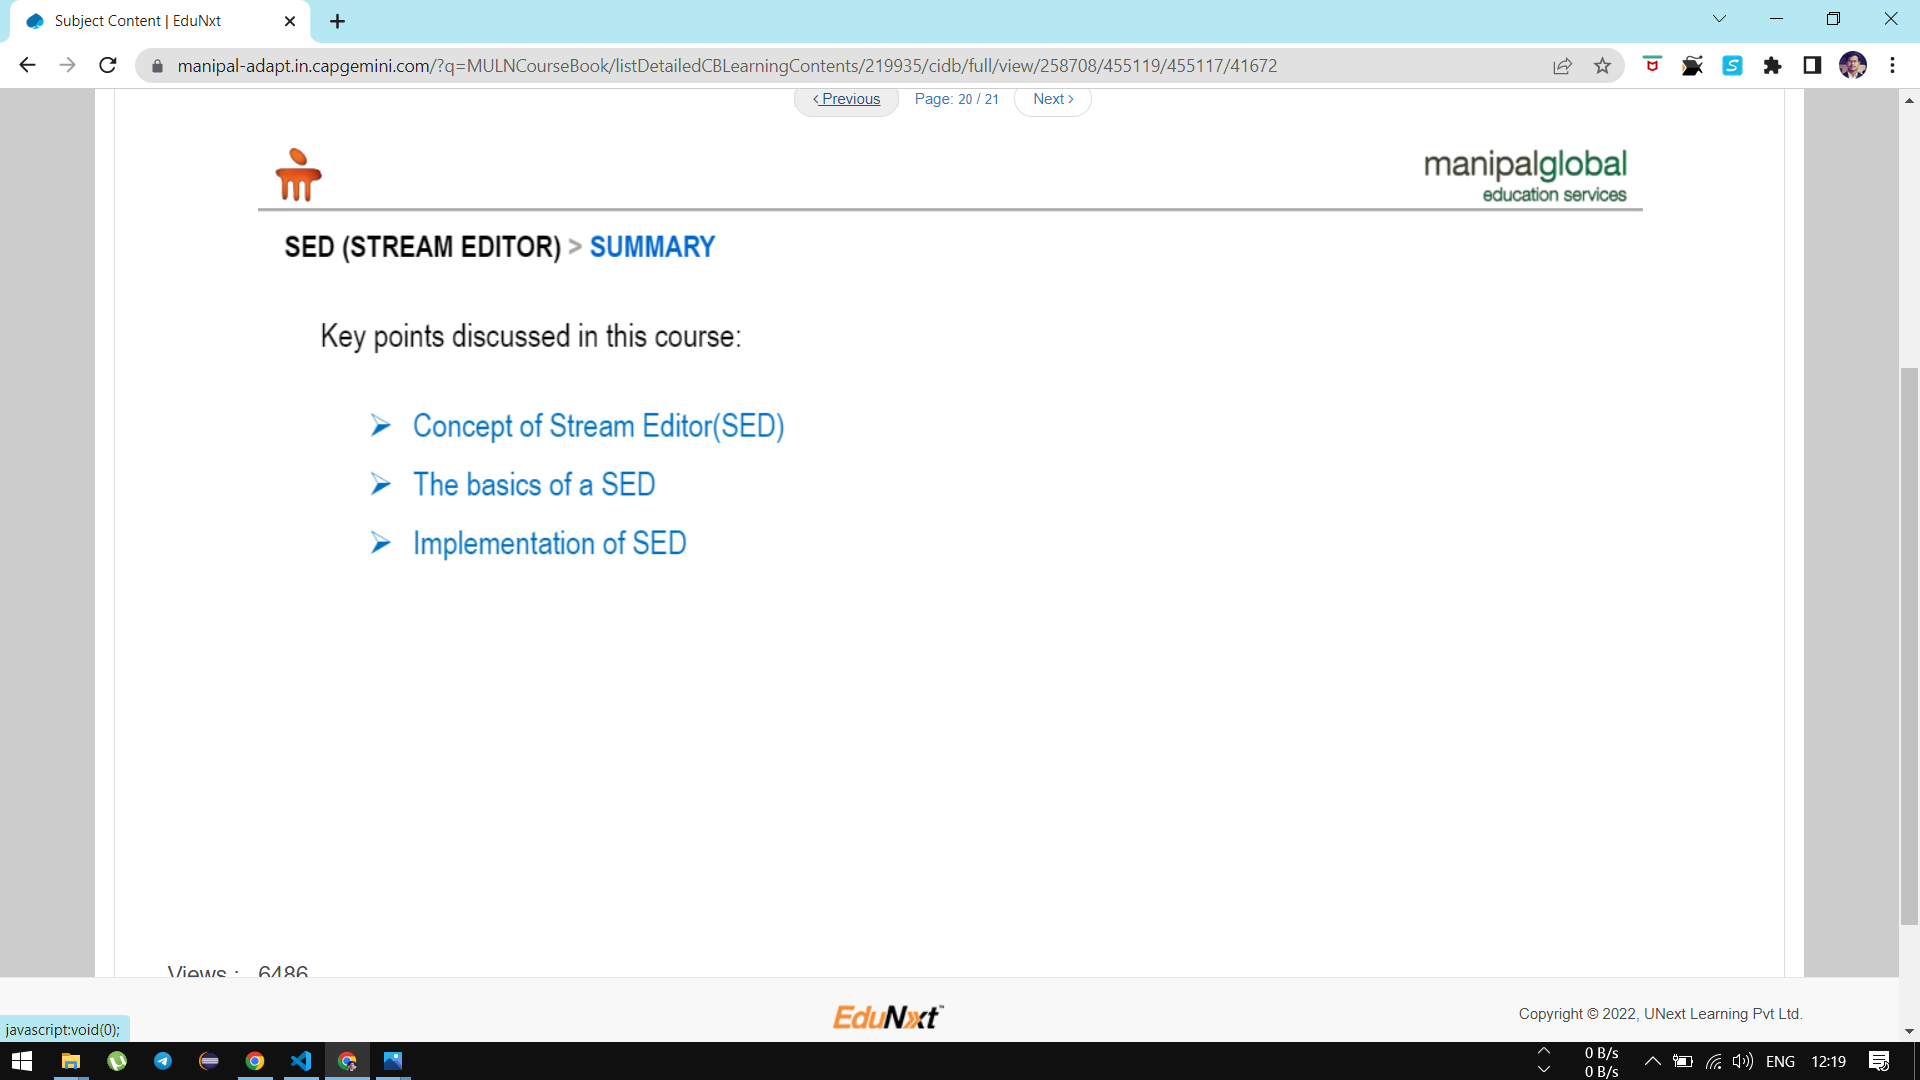 Subject Content | EduNxt
manipal-adapt.in.capgemini.com/?q=MULNCourseBook/listDetailedCBLearningContents/219935/cidb/full/view/258708/455119/455117/41672
< Previous Page: 20 / 21 Next >
manipalglobal
education services
SED (STREAM EDITOR) > SUMMARY
Key points discussed in this course:
➢ Concept of Stream Editor(SED)
➢ The basics of a SED
➢ Implementation of SED
Views : 6486
EduNxt™
Copyright © 2022, UNext Learning Pvt Ltd.
javascript:void(0);
0 B/s
0 B/s
ENG 12:19